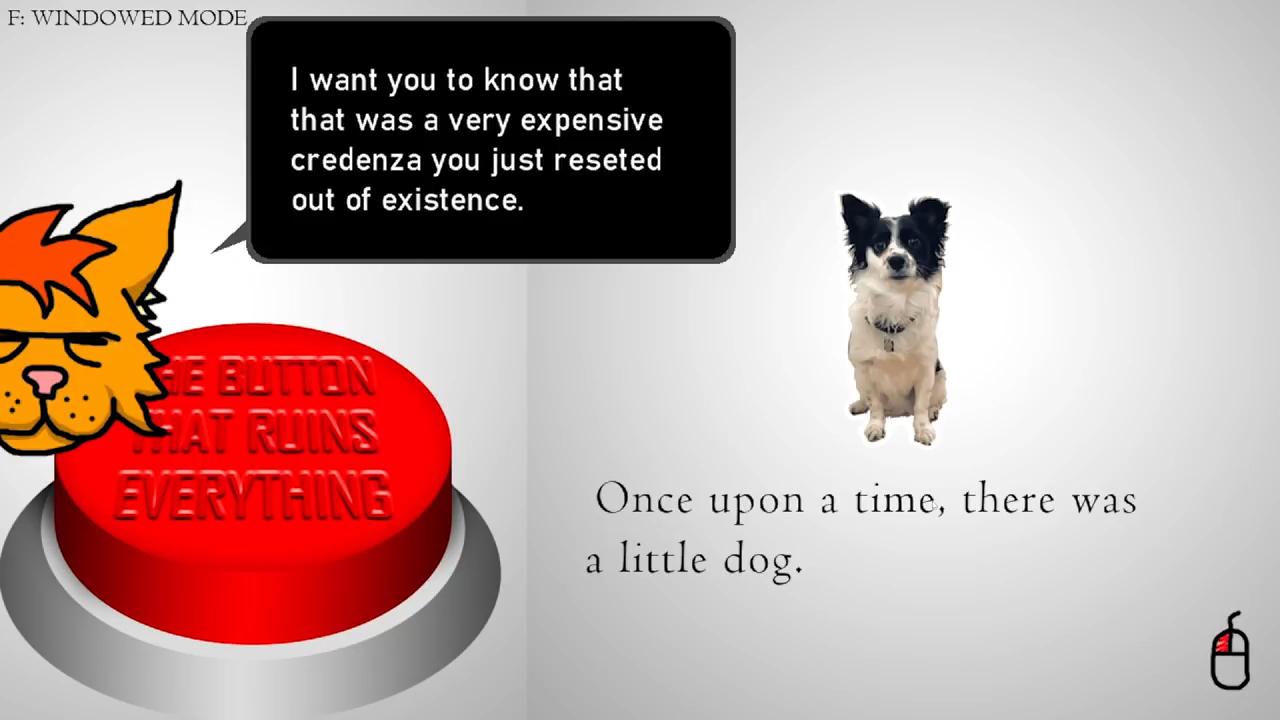 F: WINDOWED MODE
I want you to know that
that was a very expensive
credenza you just reseted
out of existence.
HE BUTTON
THAT RUINS
EVERYTHING
Once upon a time, there was
a little dog.